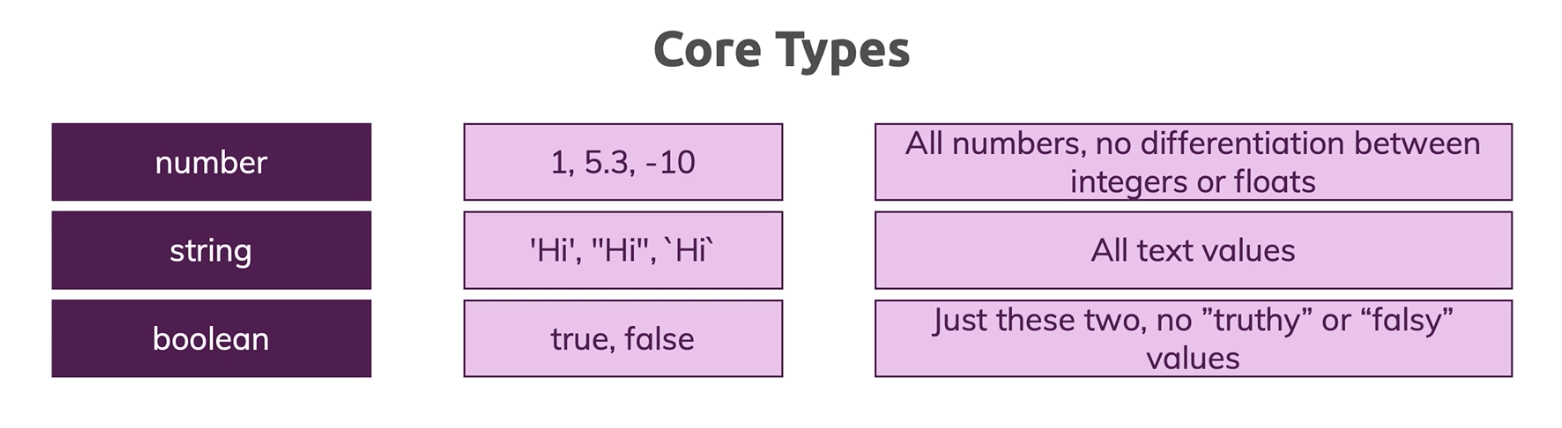 Core Types
number
1, 5.3, -10
All numbers, no differentiation between
integers or floats
string
'Hi', "Hi", `Hi`
All text values
boolean
true, false
Just these two, no ”truthy” or “falsy”
values